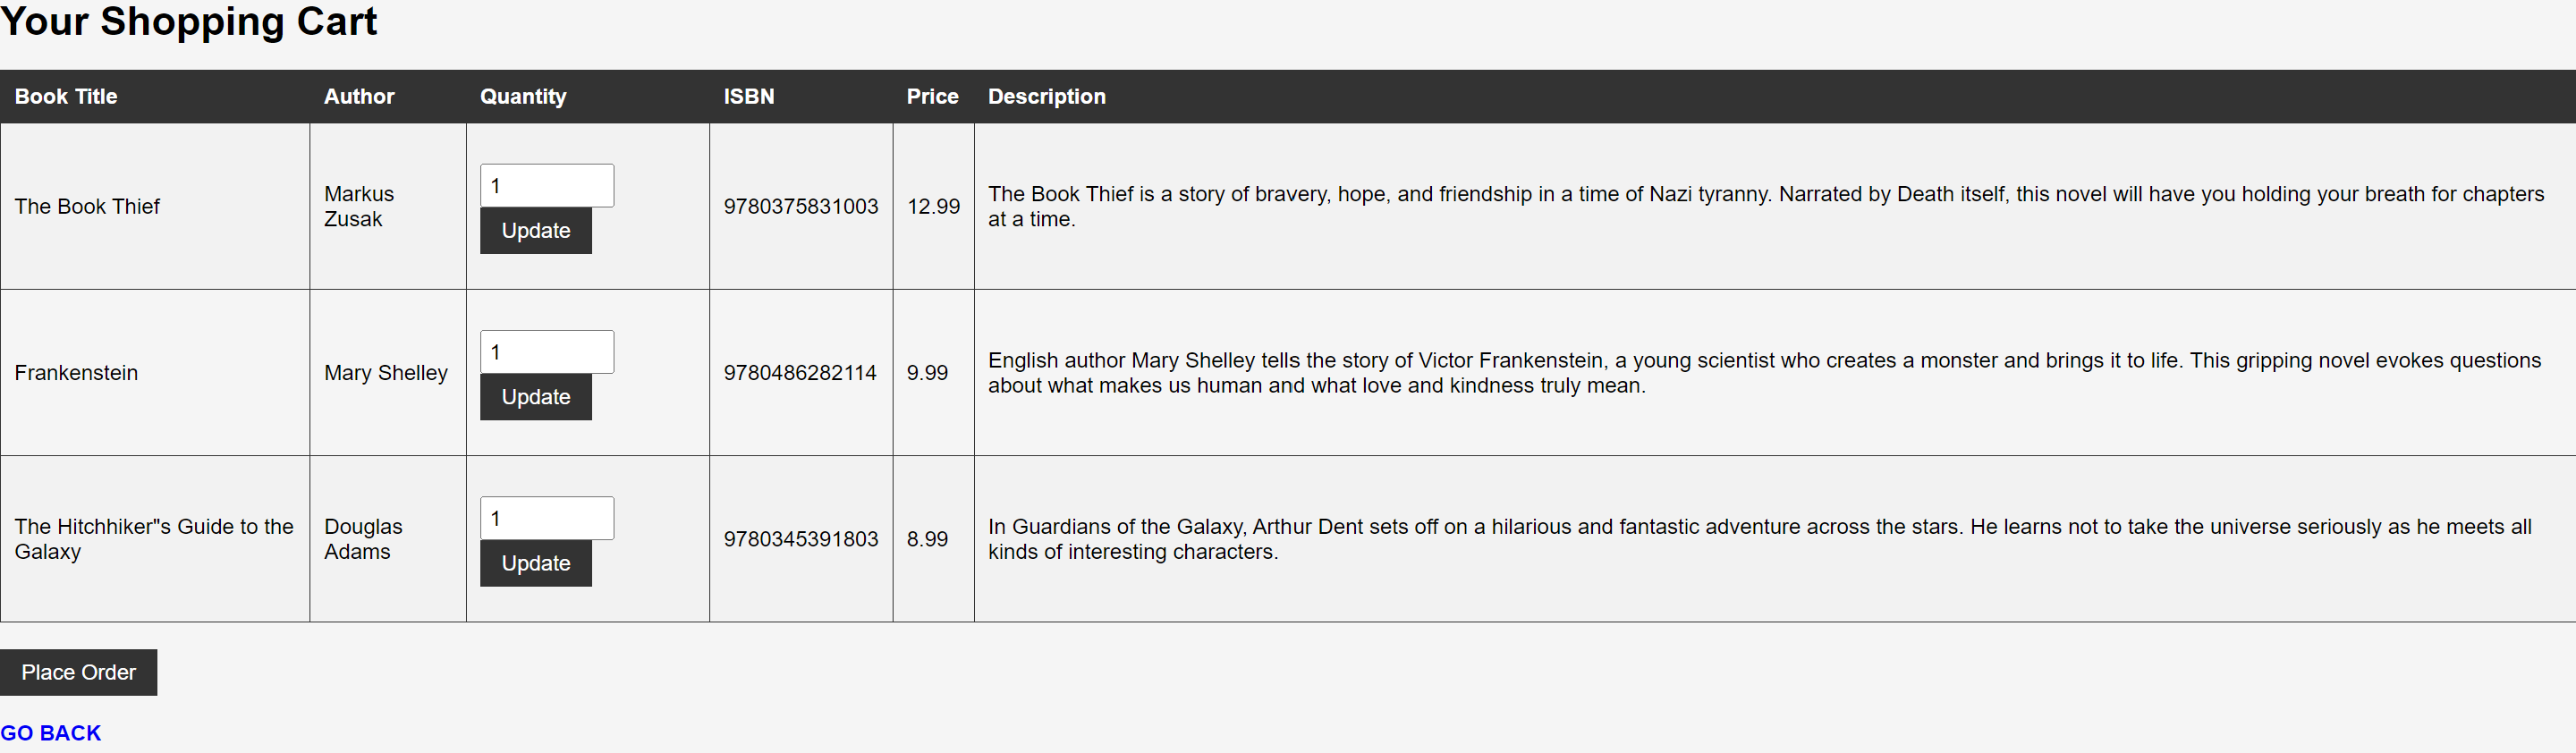 Your Shopping Cart
Book Title Author Quantity ISBN Price Description
The Book Thief
Markus
Zusak
1
Update
9780375831003
12.99
The Book Thief is a story of bravery, hope, and friendship in a time of Nazi tyranny. Narrated by Death itself, this novel will have you holding your breath for chapters
at a time.
Frankenstein
Mary Shelley
1
Update
9780486282114
9.99
English author Mary Shelley tells the story of Victor Frankenstein, a young scientist who creates a monster and brings it to life. This gripping novel evokes questions
about what makes us human and what love and kindness truly mean.
The Hitchhiker"s Guide to the
Galaxy
Douglas
Adams
1
Update
9780345391803
8.99
In Guardians of the Galaxy, Arthur Dent sets off on a hilarious and fantastic adventure across the stars. He learns not to take the universe seriously as he meets all
kinds of interesting characters.
Place Order
GO BACK